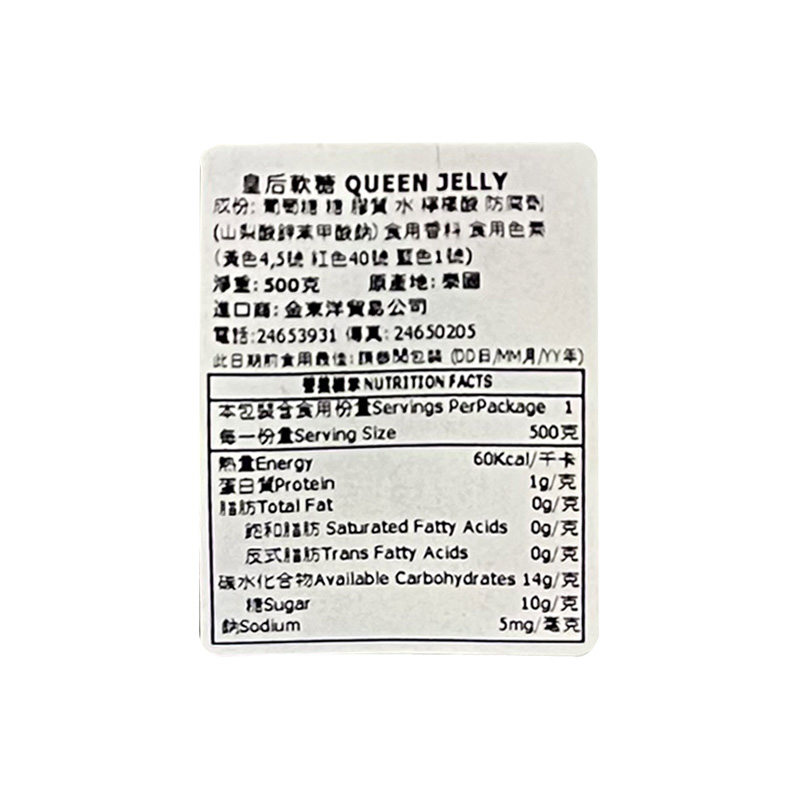 皇后軟糖 QUEEN JELLY
成份: 葡萄糖 糖 膠質 水 檸檬酸 防腐劑
(山梨酸鉀苯甲酸鈉) 食用香料 食用色素
(黃色4,5號 紅色40號 藍色1號)
淨重: 500克 原產地: 泰國
進口商: 金東洋貿易公司
電話:24653931 傳真: 24650205
此日期前食用最佳: 請參閱包裝 (DD日/MM月/YY年)
營養標示 NUTRITION FACTS
本包裝含食用份量Servings PerPackage 1
每一份量Serving Size 500克
熱量Energy 60Kcal/千卡
蛋白質Protein 1g/克
脂肪Total Fat 0g/克
飽和脂肪 Saturated Fatty Acids 0g/克
反式脂肪Trans Fatty Acids 0g/克
碳水化合物Available Carbohydrates 14g/克
糖Sugar 10g/克
鈉Sodium 5mg/毫克